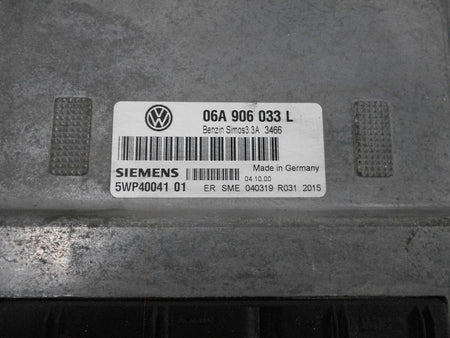 06A 906 033 L
Benzin Simos3.3A 3466
Made in Germany
SIEMENS
04.10.00
5WP40041 01 ER SME 040319 R031 2015